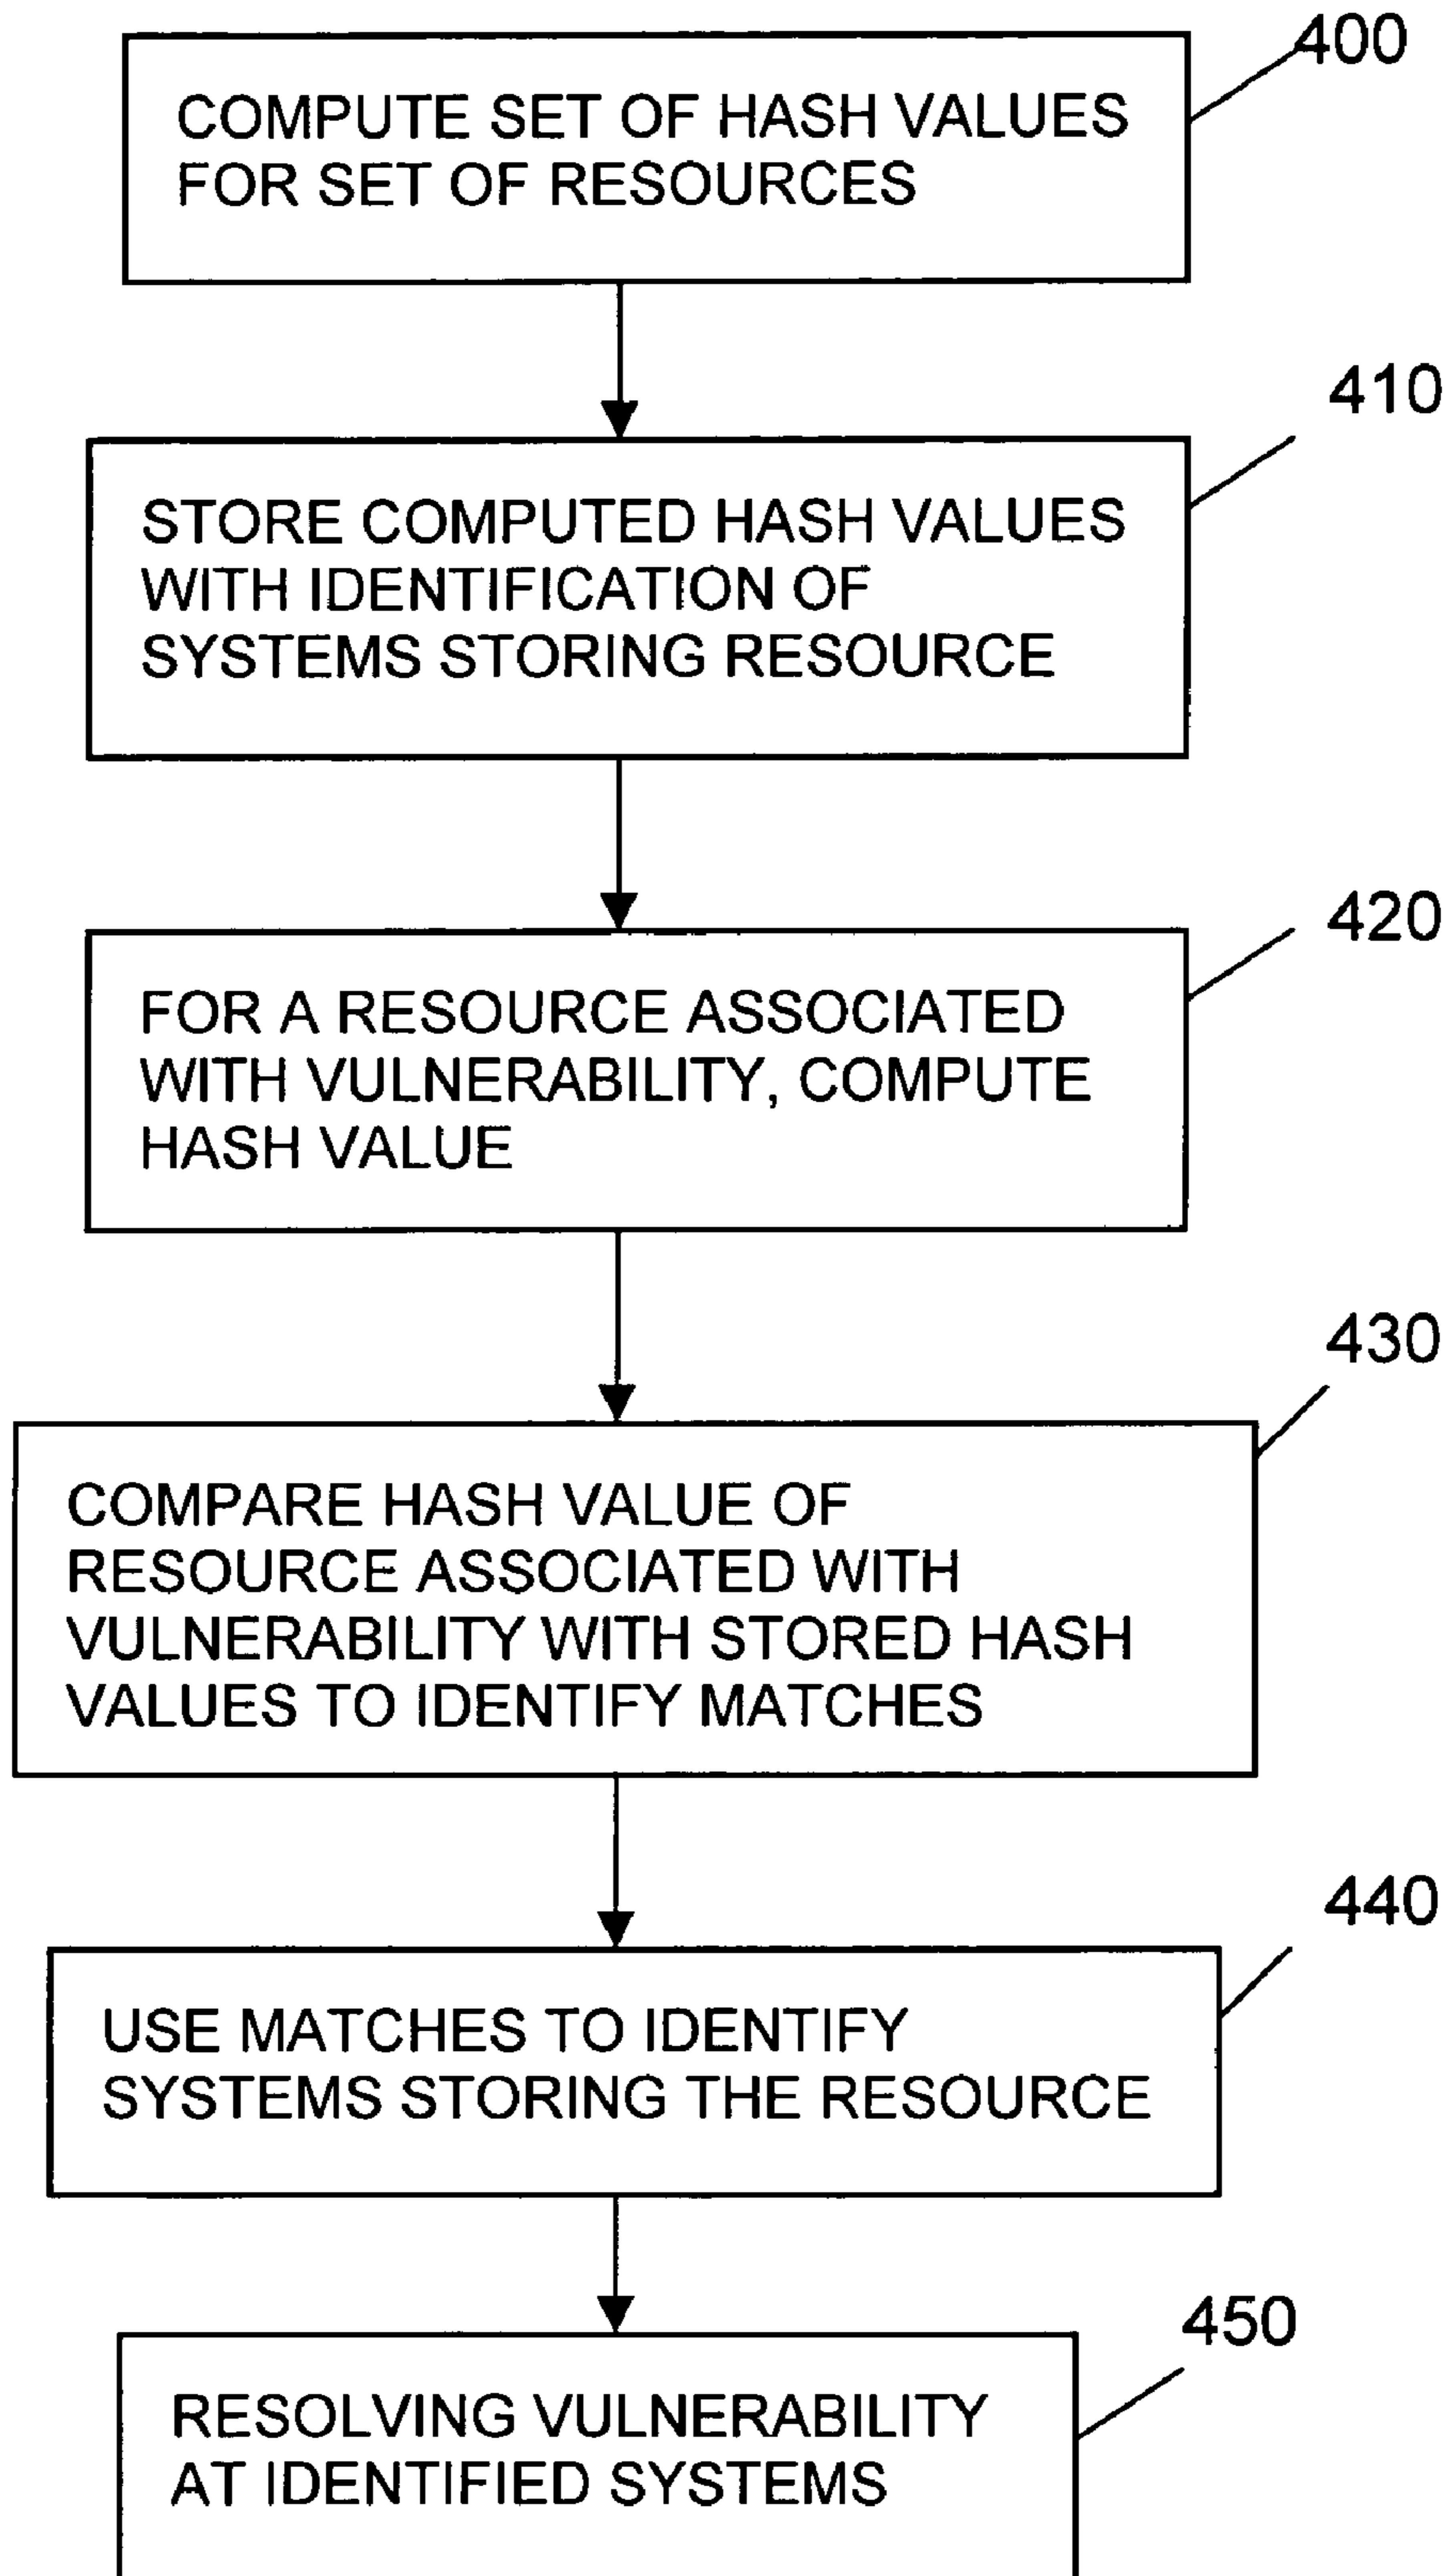 400
COMPUTE SET OF HASH VALUES
FOR SET OF RESOURCES
410
STORE COMPUTED HASH VALUES
WITH IDENTIFICATION OF
SYSTEMS STORING RESOURCE
420
FOR A RESOURCE ASSOCIATED
WITH VULNERABILITY, COMPUTE
HASH VALUE
430
COMPARE HASH VALUE OF
RESOURCE ASSOCIATED WITH
VULNERABILITY WITH STORED HASH
VALUES TO IDENTIFY MATCHES
440
USE MATCHES TO IDENTIFY
SYSTEMS STORING THE RESOURCE
450
RESOLVING VULNERABILITY
AT IDENTIFIED SYSTEMS